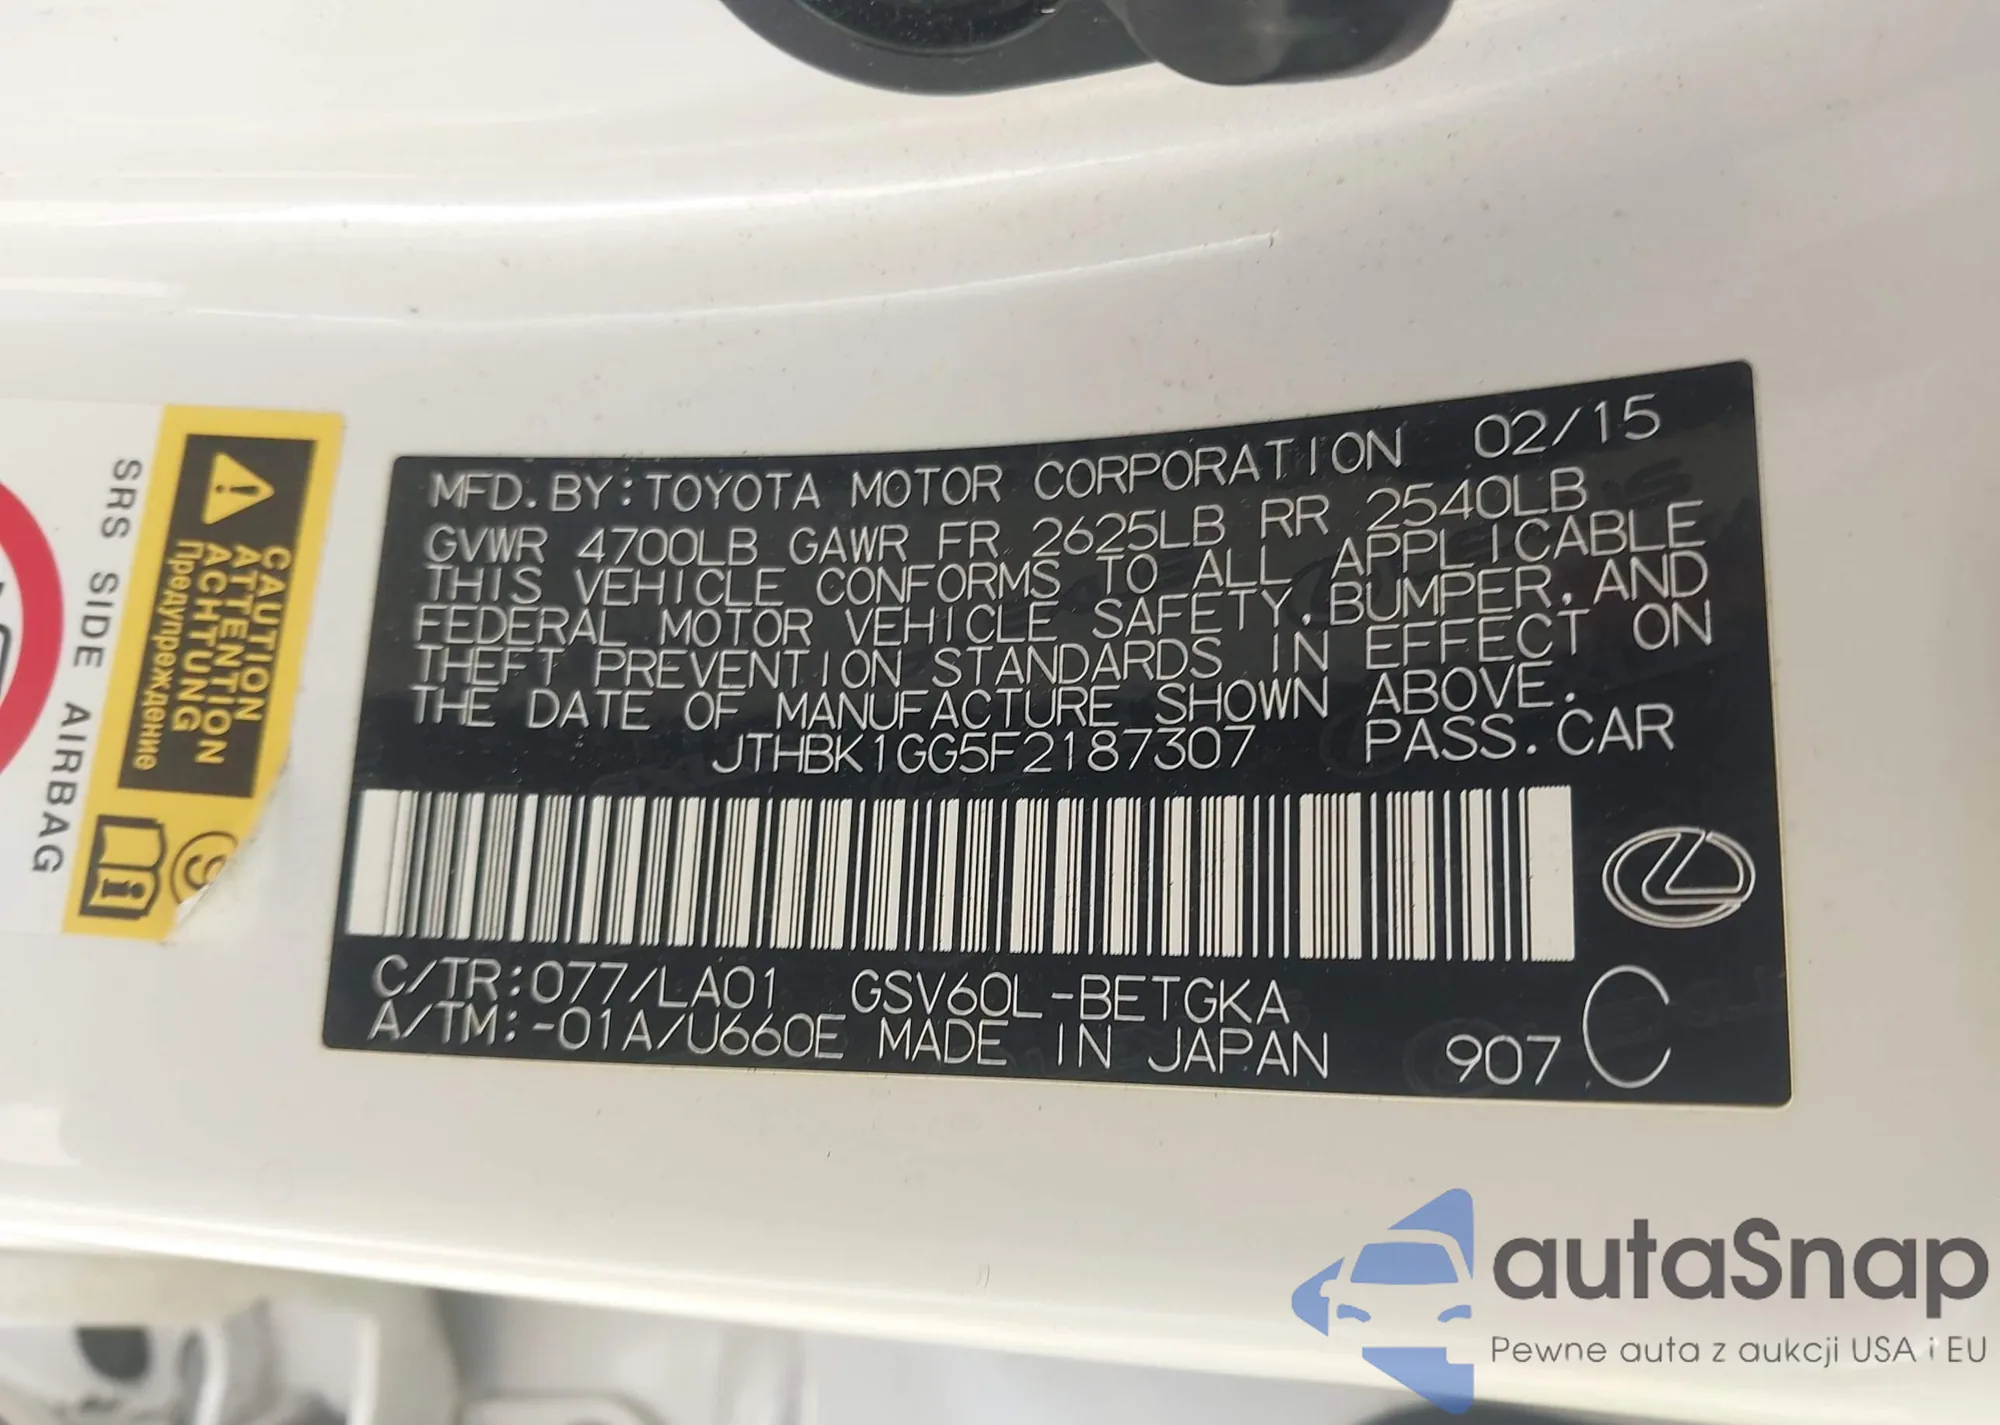 MFD. BY: TOYOTA MOTOR CORPORATION 02/15
GVWR 4700LB GAWR FR 2625LB RR 2540LB
THIS VEHICLE CONFORMS TO ALL APPLICABLE
FEDERAL MOTOR VEHICLE SAFETY, BUMPER, AND
THEFT PREVENTION STANDARDS IN EFFECT ON
THE DATE OF MANUFACTURE SHOWN ABOVE.
JTHBK1GG5F2187307 PASS. CAR
C/TR: 077/LA01 GSV60L-BETGKA
A/TM: -01A/U660E MADE IN JAPAN 907 C
CAUTION
ATTENTION
ACHTUNG
Предупреждение
SRS SIDE AIRBAG
autaSnap
Pewne auta z aukcji USA i EU